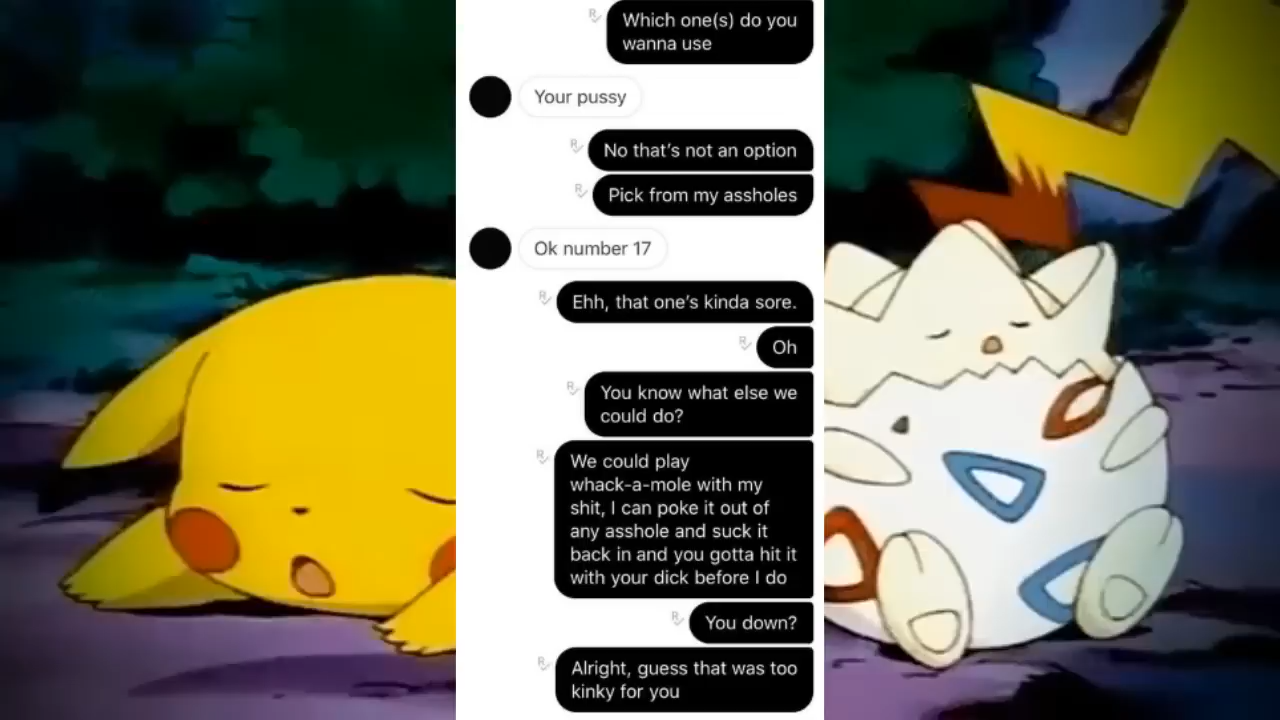 Which one(s) do you
wanna use
Your pussy
No that's not an option
Pick from my assholes
Ok number 17
Ehh, that one's kinda sore.
Oh
You know what else we
could do?
We could play
whack-a-mole with my
shit, I can poke it out of
any asshole and suck it
back in and you gotta hit it
with your dick before I do
You down?
Alright, guess that was too
kinky for you